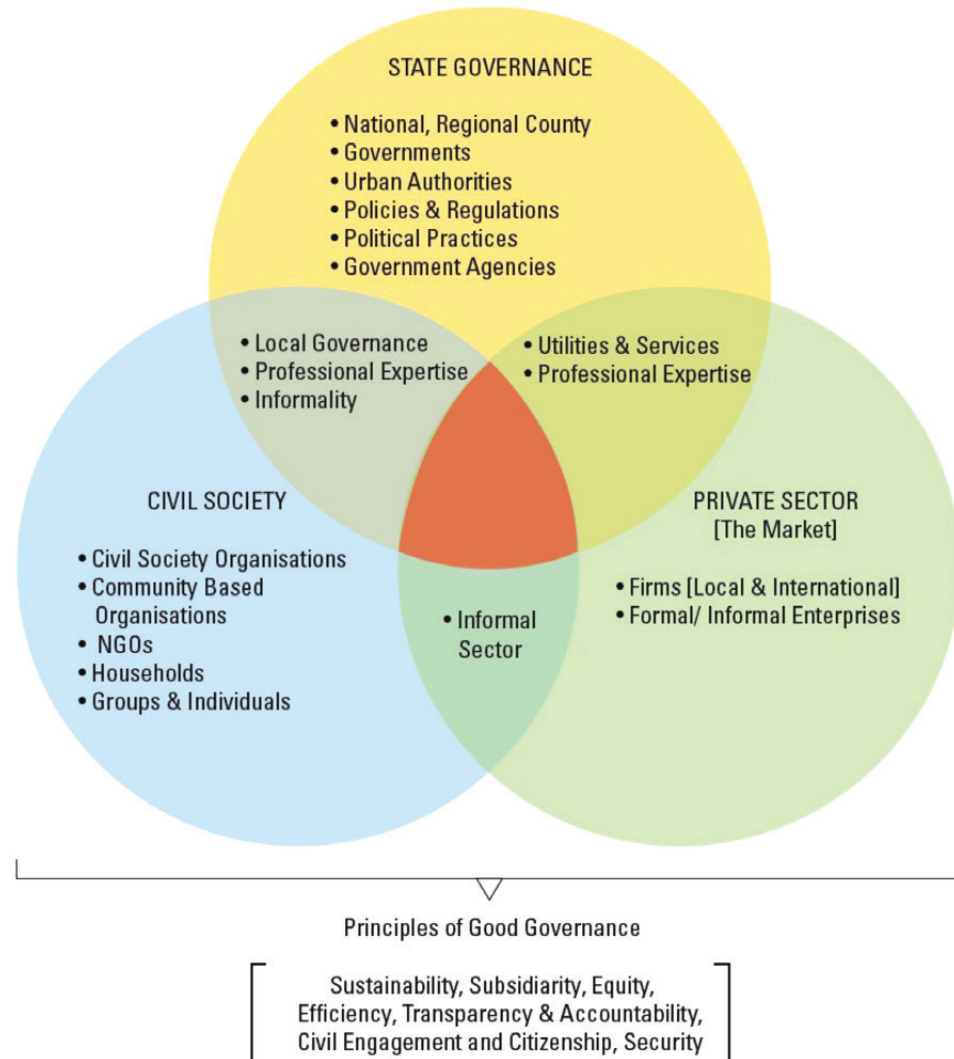 STATE GOVERNANCE
• National, Regional County
• Governments
• Urban Authorities
• Policies & Regulations
• Political Practices
• Government Agencies
• Local Governance
• Professional Expertise
• Informality
• Utilities & Services
• Professional Expertise
CIVIL SOCIETY
• Civil Society Organisations
• Community Based
Organisations
• NGOs
• Households
• Groups & Individuals
PRIVATE SECTOR
[The Market]
• Firms [Local & International]
• Formal/ Informal Enterprises
• Informal
Sector
Principles of Good Governance
Sustainability, Subsidiarity, Equity,
Efficiency, Transparency & Accountability,
Civil Engagement and Citizenship, Security